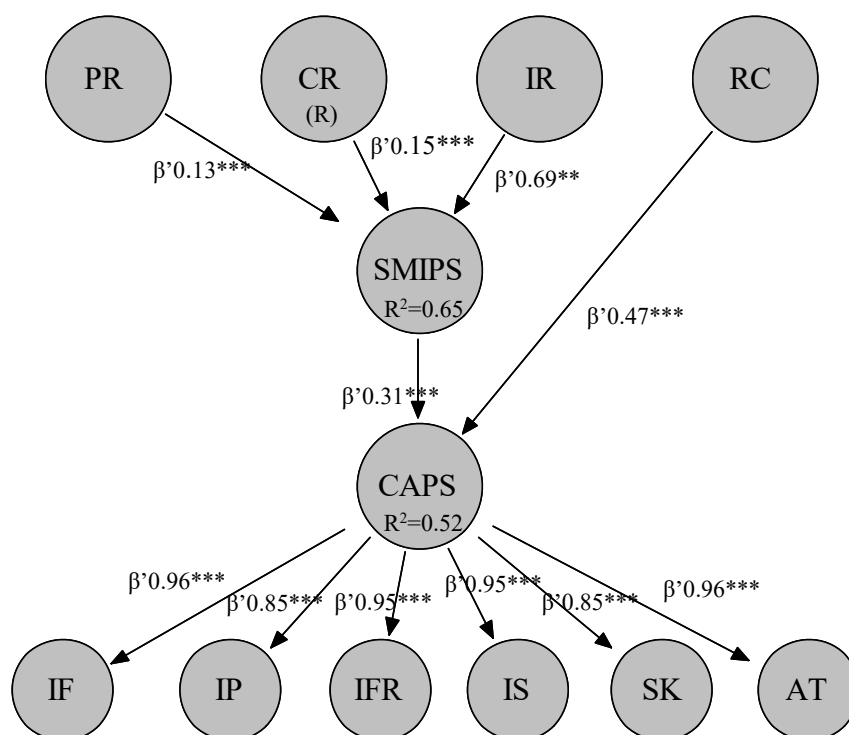 PR
CR
(R)
IR
RC
β’0.13***
β’0.15***
β’0.69**
SMIPS
R²=0.65
β’0.47***
β’0.31***
CAPS
R²=0.52
β’0.96***
β’0.85***
β’0.95***
β’0.95***
β’0.85***
β’0.96***
IF
IP
IFR
IS
SK
AT